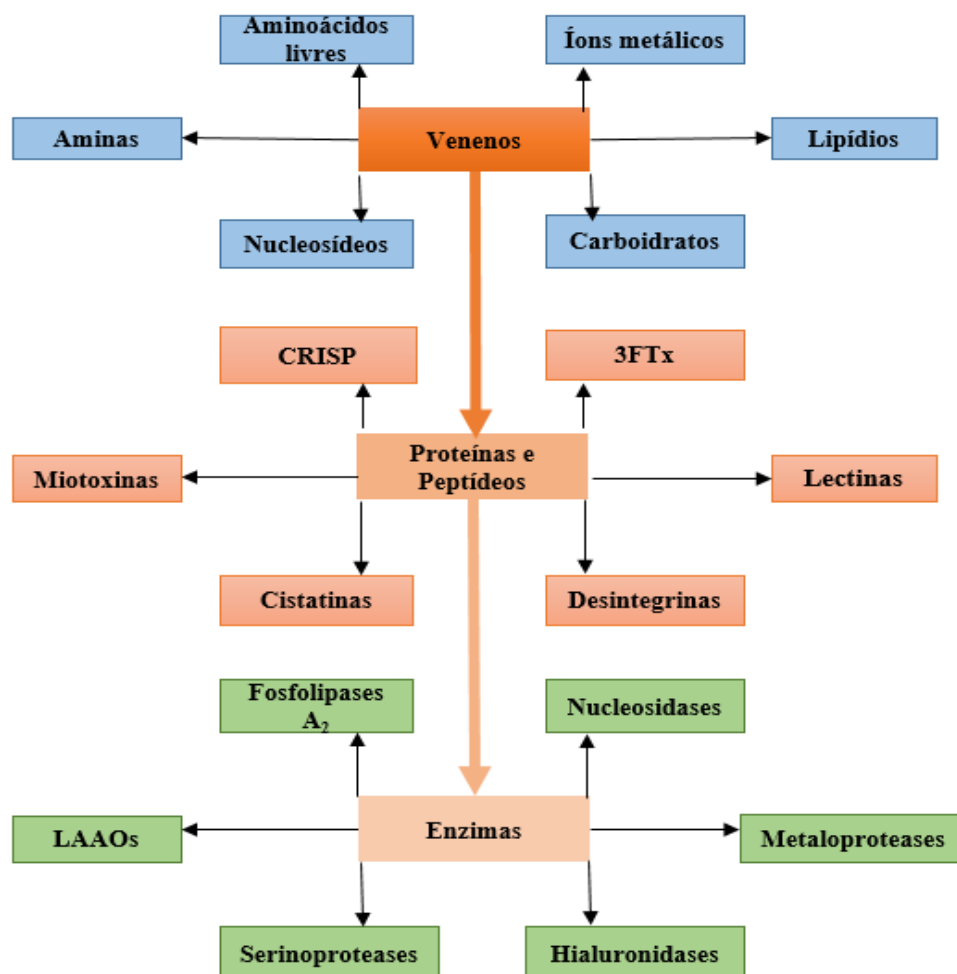 Aminoácidos
livres
Íons metálicos
Aminas
Venenos
Lipídios
Nucleosídeos
Carboidratos
CRISP
3FTx
Miotoxinas
Proteínas e
Peptídeos
Lectinas
Cistatinas
Desintegrinas
Fosfolipases
A₂
Nucleosidases
LAAOs
Enzimas
Metaloproteases
Serinoproteases
Hialuronidases